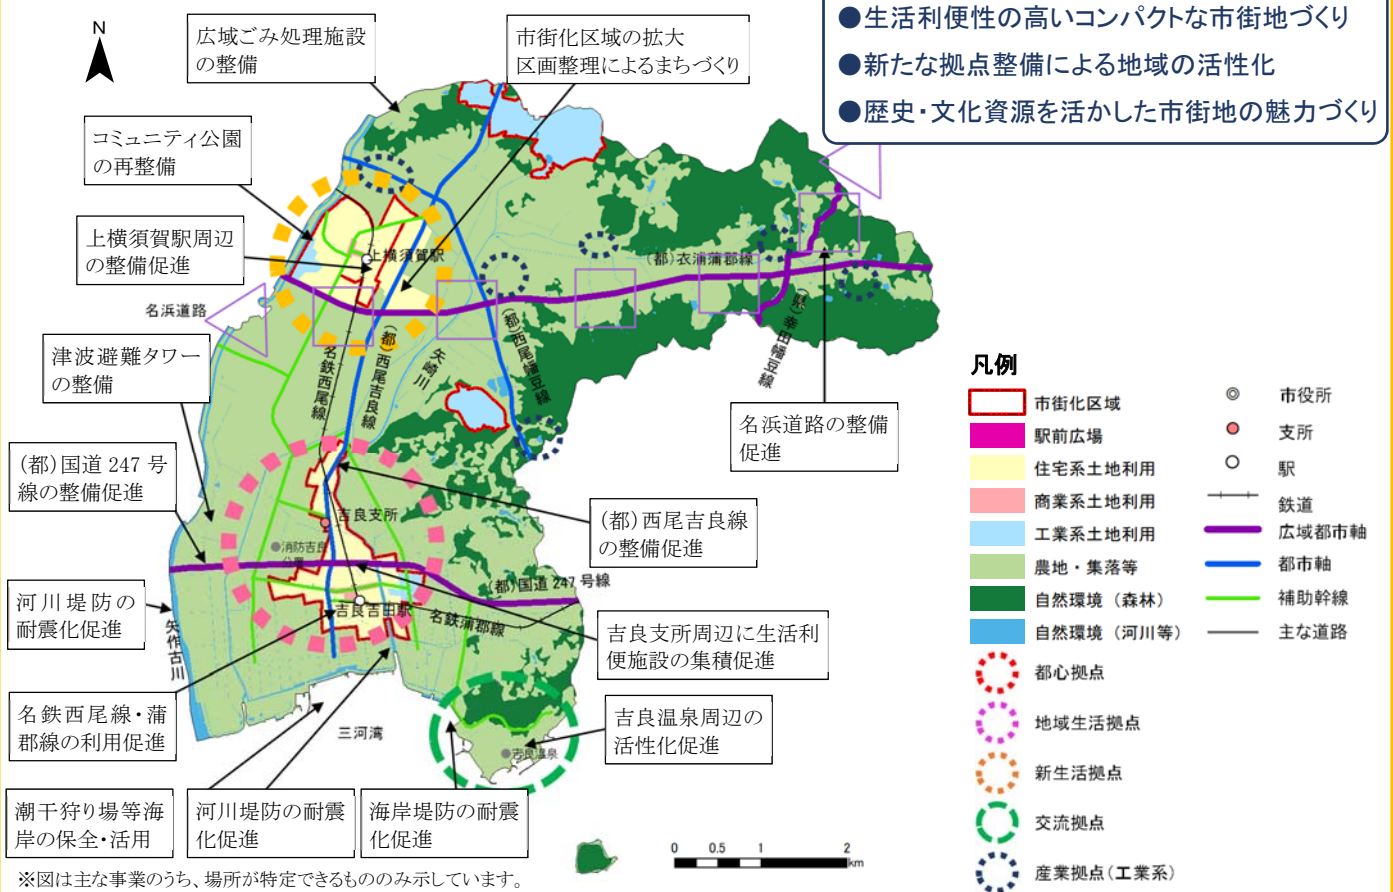 ●生活利便性の高いコンパクトな市街地づくり
●新たな拠点整備による地域の活性化
●歴史・文化資源を活かした市街地の魅力づくり
N
広域ごみ処理施設
の整備
市街化区域の拡大
区画整理によるまちづくり
コミュニティ公園
の再整備
上横須賀駅周辺
の整備促進
上横須賀駅
(都)衣浦蒲郡線
名浜道路
(県)幸田幡豆線
(都)西尾幡豆線
矢崎川
(都)西尾吉良線
名鉄西尾線
津波避難タワー
の整備
名浜道路の整備
促進
(都)国道 247 号
線の整備促進
(都)西尾吉良線
の整備促進
吉良支所
消防吉良
分署
(都)国道 247 号線
河川堤防の
耐震化促進
矢作古川
吉良吉田駅
名鉄蒲郡線
吉良支所周辺に生活利
便施設の集積促進
名鉄西尾線・蒲
郡線の利用促進
三河湾
吉良温泉周辺の
活性化促進
吉良温泉
潮干狩り場等海
岸の保全・活用
河川堤防の耐震
化促進
海岸堤防の耐震
化促進
0 0.5 1 2
km
※図は主な事業のうち、場所が特定できるもののみ示しています。
凡例
市街化区域
駅前広場
住宅系土地利用
商業系土地利用
工業系土地利用
農地・集落等
自然環境（森林）
自然環境（河川等）
都心拠点
地域生活拠点
新生活拠点
交流拠点
産業拠点(工業系)
市役所
支所
駅
鉄道
広域都市軸
都市軸
補助幹線
主な道路